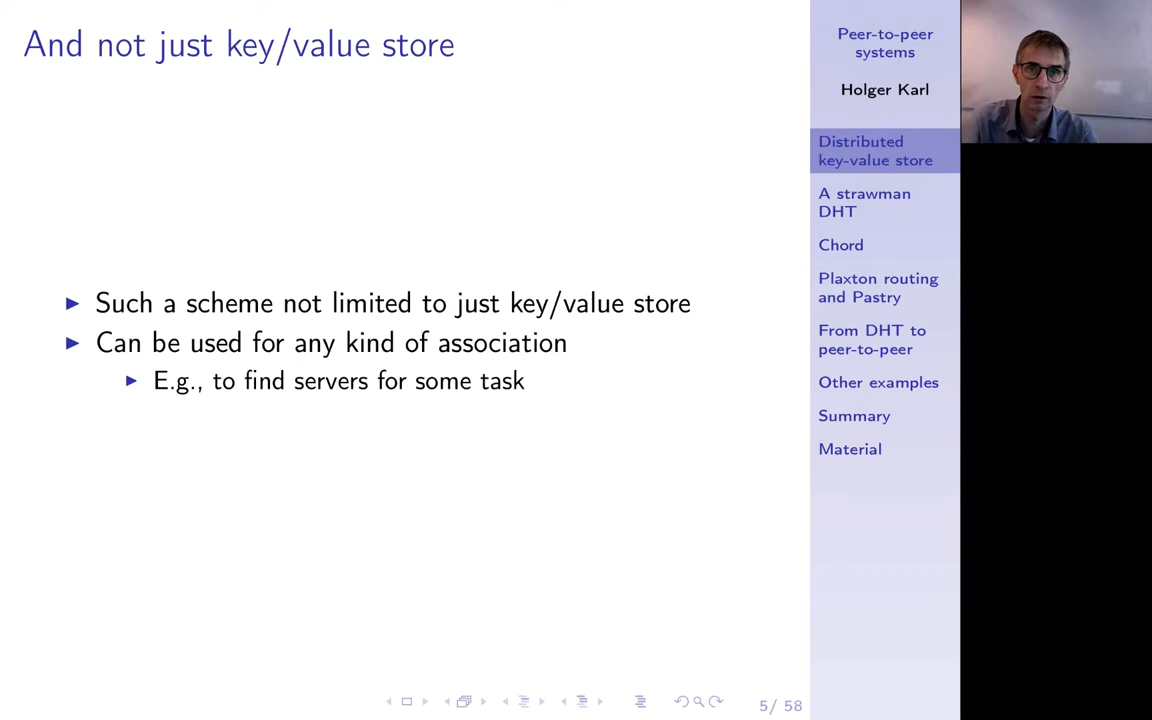 And not just key/value store
Such a scheme not limited to just key/value store
Can be used for any kind of association
E.g., to find servers for some task
5/ 58
Peer-to-peer
systems
Holger Karl
Distributed
key-value store
A strawman
DHT
Chord
Plaxton routing
and Pastry
From DHT to
peer-to-peer
Other examples
Summary
Material